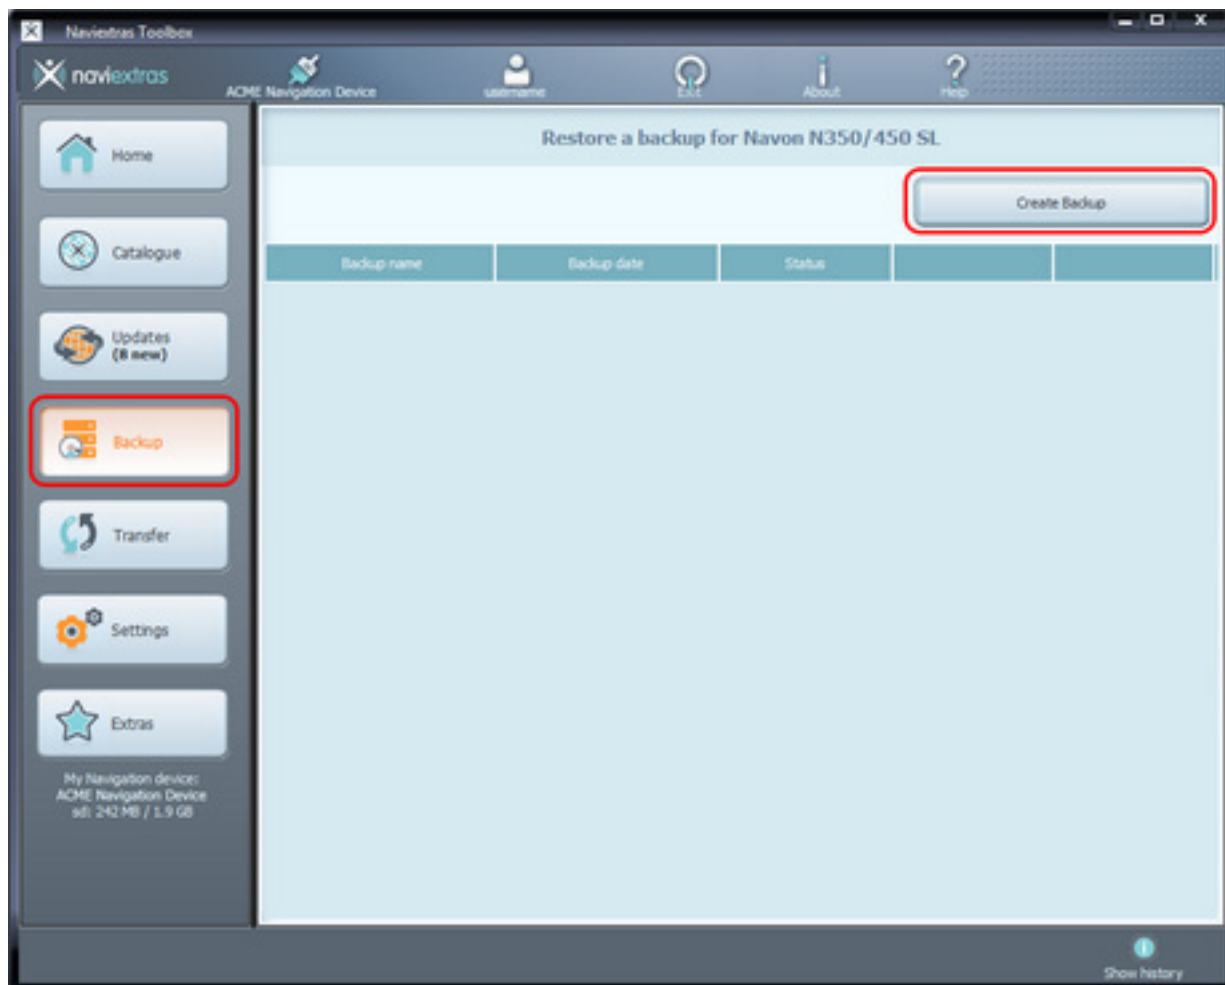 Naviextras Toolbox
naviextras
ACME Navigation Device
username
Exit
About
Help
Home
Catalogue
Updates
(8 new)
Backup
Transfer
Settings
Extras
My Navigation device:
ACME Navigation Device
sd: 242 MB / 1.9 GB
Restore a backup for Navon N350/450 SL
Create Backup
Backup name
Backup date
Status
Show history